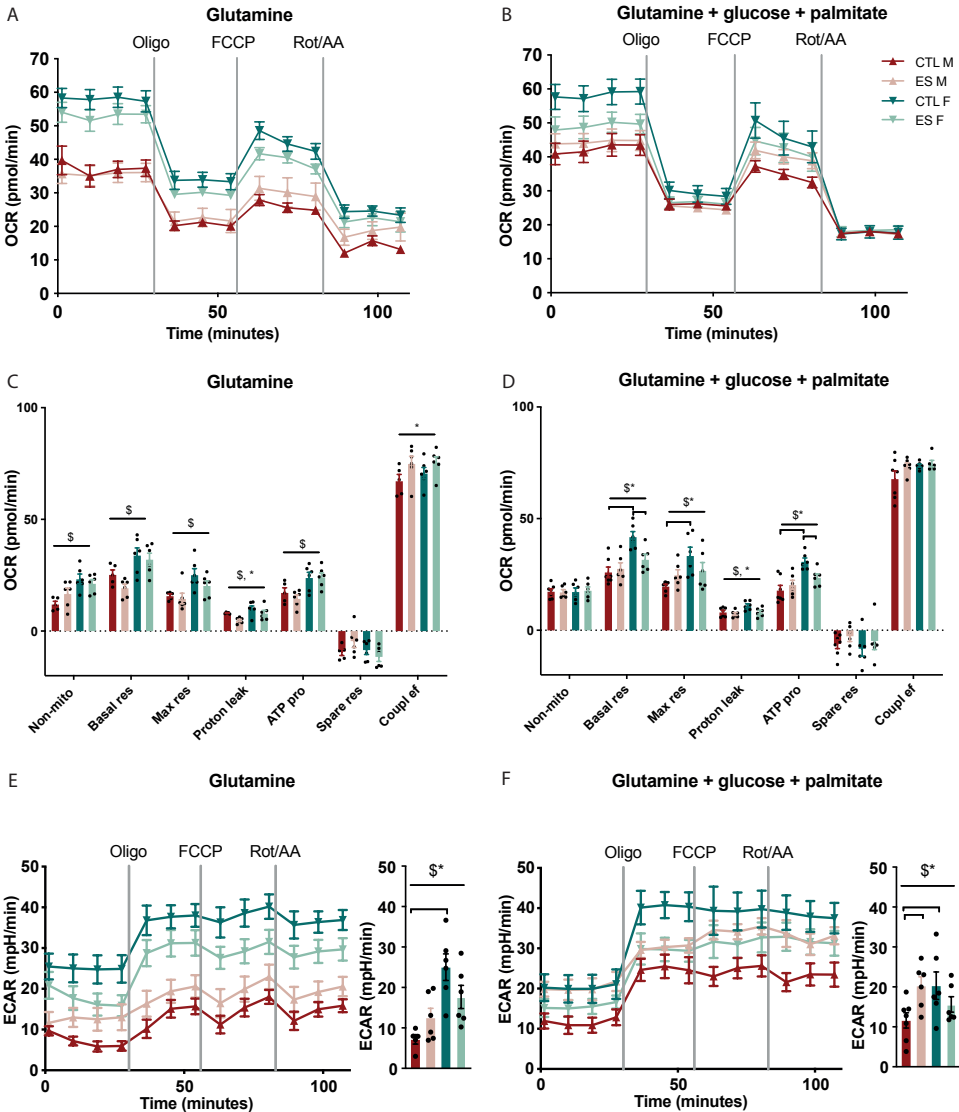 A
Glutamine
Oligo FCCP Rot/AA
OCR (pmol/min)
70
60
50
40
30
20
10
0
0 50 100
Time (minutes)
B
Glutamine + glucose + palmitate
Oligo FCCP Rot/AA
CTL M
ES M
CTL F
ES F
OCR (pmol/min)
70
60
50
40
30
20
10
0
0 50 100
Time (minutes)
C
Glutamine
OCR (pmol/min)
100
50
0
$ $ $ $, * $ *
Non-mito Basal res Max res Proton leak ATP pro Spare res Coupl ef
D
Glutamine + glucose + palmitate
OCR (pmol/min)
100
50
0
$* $* $, * $*
Non-mito Basal res Max res Proton leak ATP pro Spare res Coupl ef
E
Glutamine
Oligo FCCP Rot/AA
ECAR (mpH/min)
50
40
30
20
10
0
0 50 100
Time (minutes)
ECAR (mpH/min)
50
40
30
20
10
0
$*
F
Glutamine + glucose + palmitate
Oligo FCCP Rot/AA
ECAR (mpH/min)
50
40
30
20
10
0
0 50 100
Time (minutes)
ECAR (mpH/min)
50
40
30
20
10
0
$*